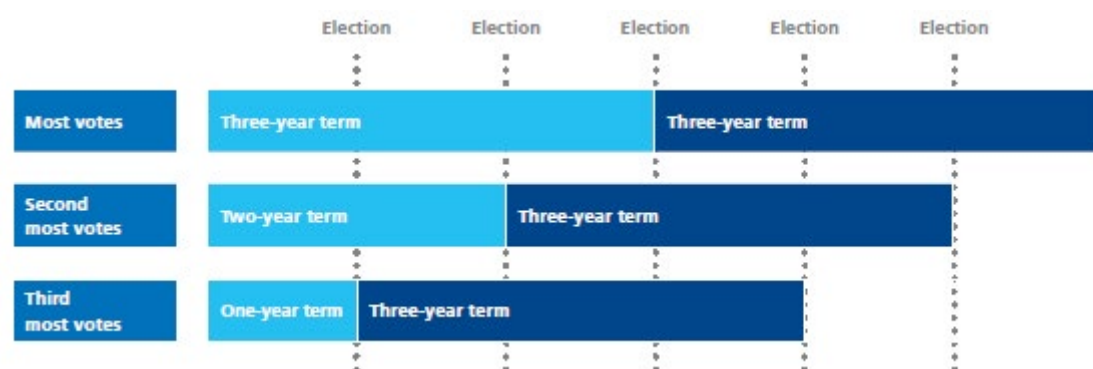 Election Election Election Election Election
Most votes Three-year term Three-year term
Second
most votes
Two-year term Three-year term
Third
most votes
One-year term Three-year term